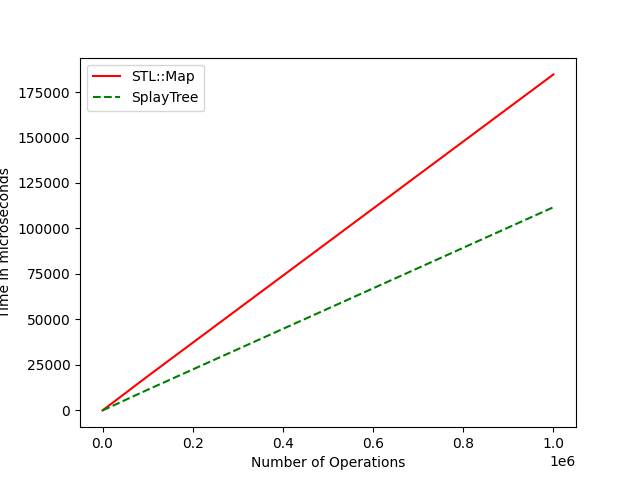 STL::Map
SplayTree
175000
150000
125000
100000
75000
50000
25000
0
Time in microseconds
0.0 0.2 0.4 0.6 0.8 1.0
1e6
Number of Operations